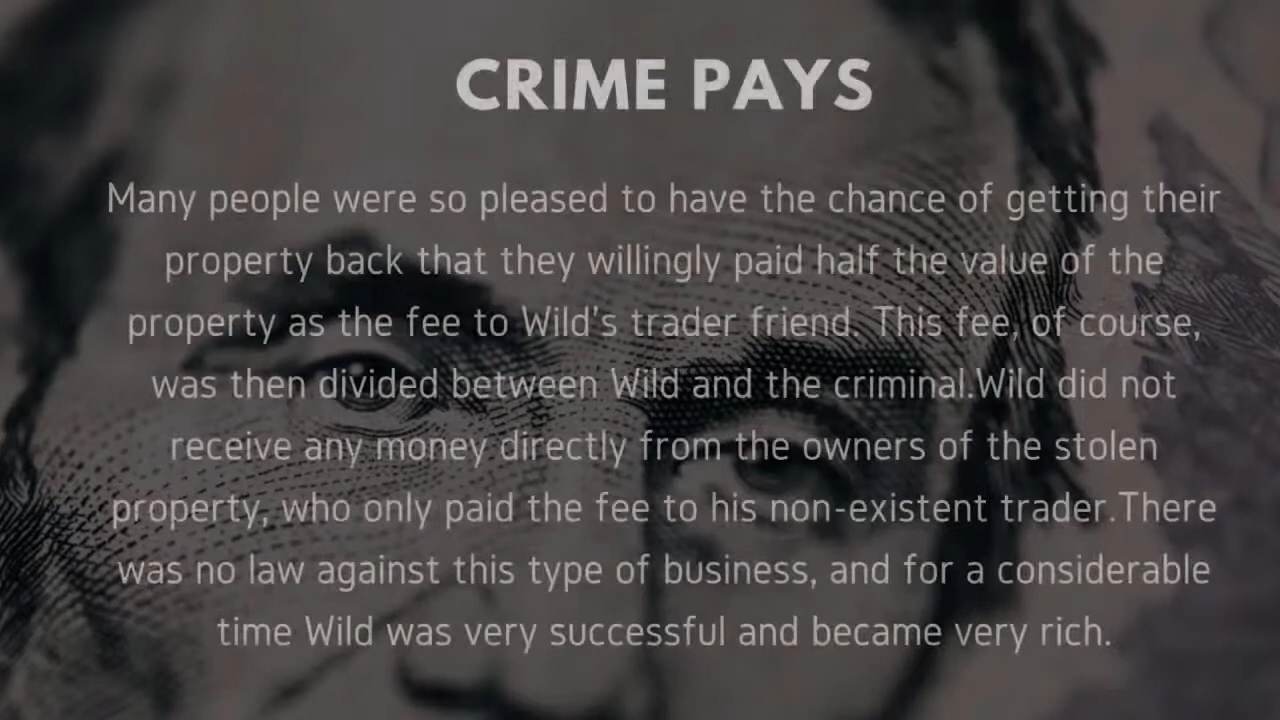 CRIME PAYS
Many people were so pleased to have the chance of getting their
property back that they willingly paid half the value of the
property as the fee to Wild's trader friend. This fee, of course,
was then divided between Wild and the criminal.Wild did not
receive any money directly from the owners of the stolen
property, who only paid the fee to his non-existent trader.There
was no law against this type of business, and for a considerable
time Wild was very successful and became very rich.